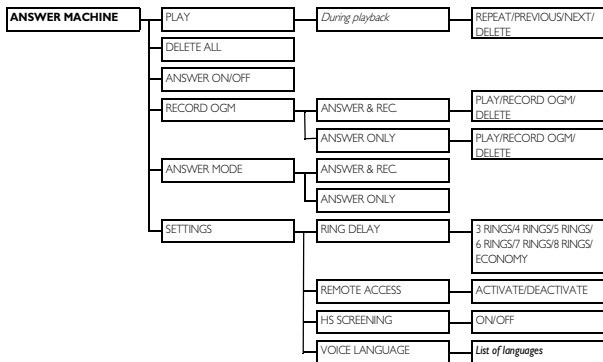 ANSWER MACHINE
PLAY
During playback
REPEAT/PREVIOUS/NEXT/
DELETE
DELETE ALL
ANSWER ON/OFF
RECORD OGM
ANSWER & REC.
PLAY/RECORD OGM/
DELETE
ANSWER ONLY
PLAY/RECORD OGM/
DELETE
ANSWER MODE
ANSWER & REC.
ANSWER ONLY
SETTINGS
RING DELAY
3 RINGS/4 RINGS/5 RINGS/
6 RINGS/7 RINGS/8 RINGS/
ECONOMY
REMOTE ACCESS
ACTIVATE/DEACTIVATE
HS SCREENING
ON/OFF
VOICE LANGUAGE
List of languages